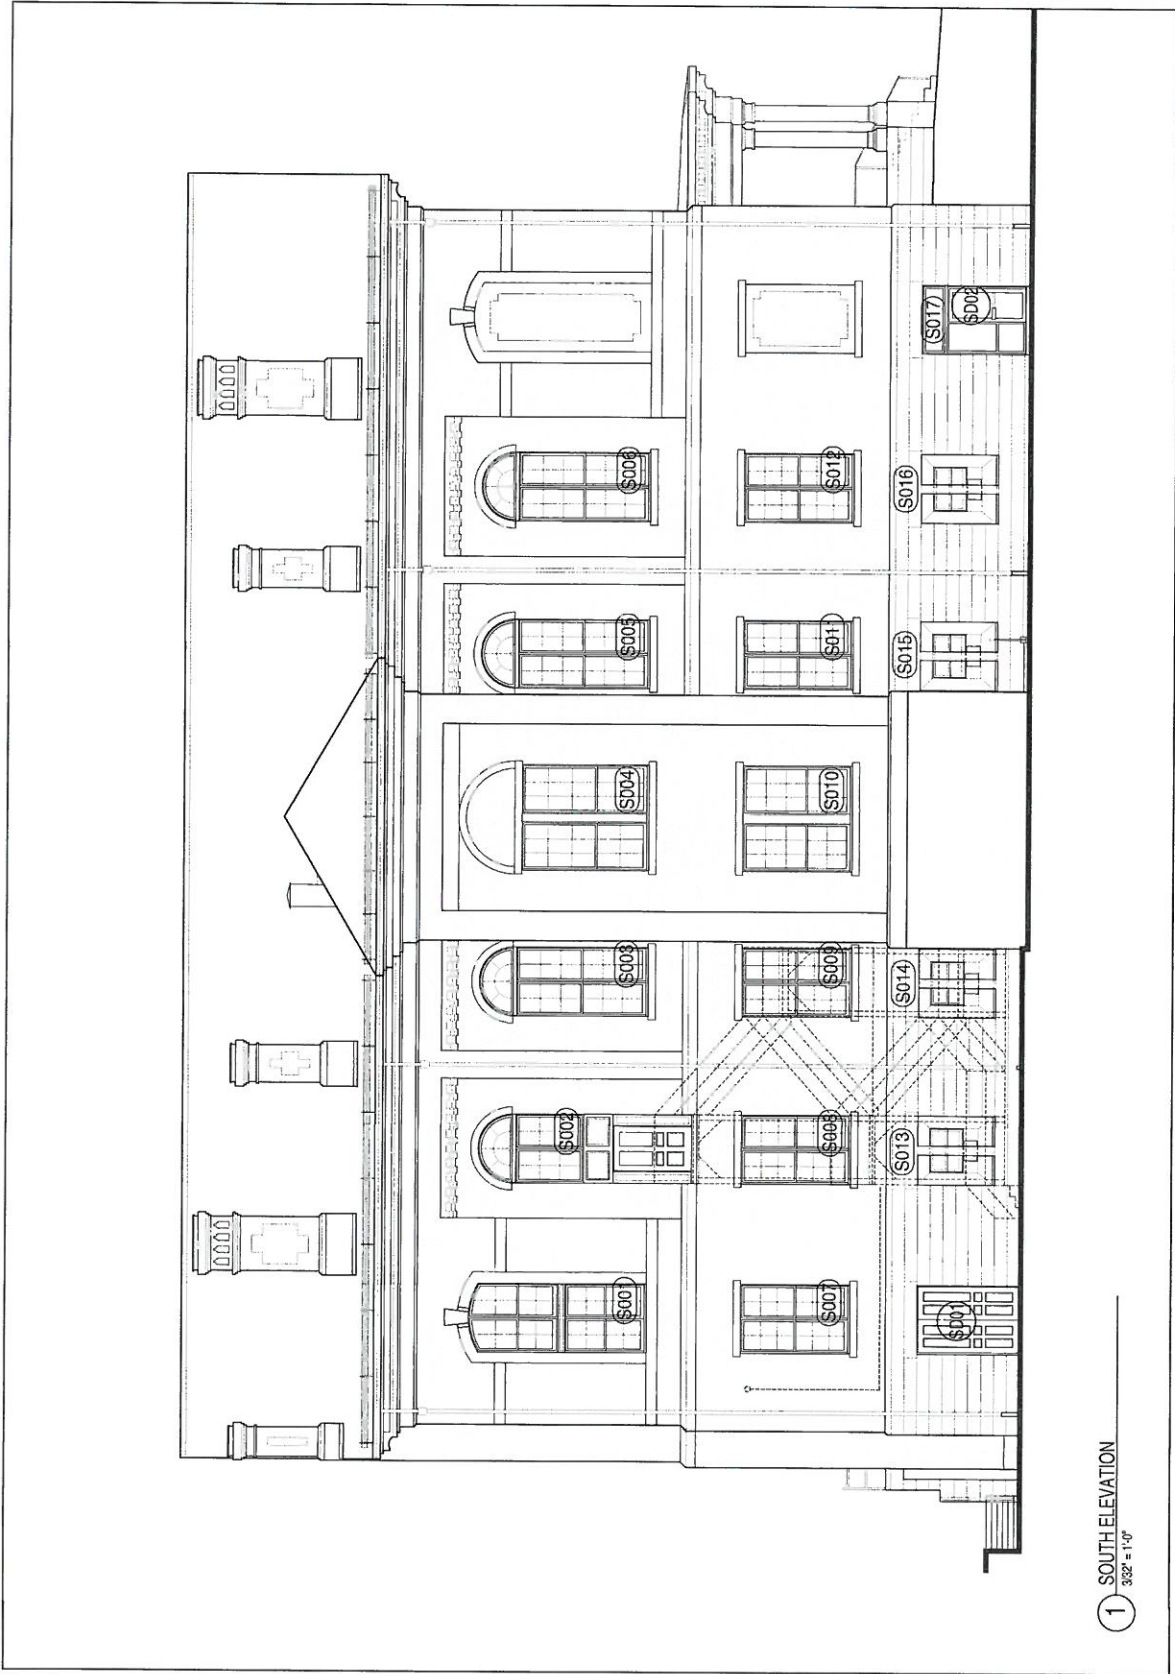 S001
S002
S003
S004
S005
S006
S007
S008
S009
S010
S011
S012
S013
S014
S015
S016
S017
SD01
SD02
1
SOUTH ELEVATION
3/32" = 1'-0"